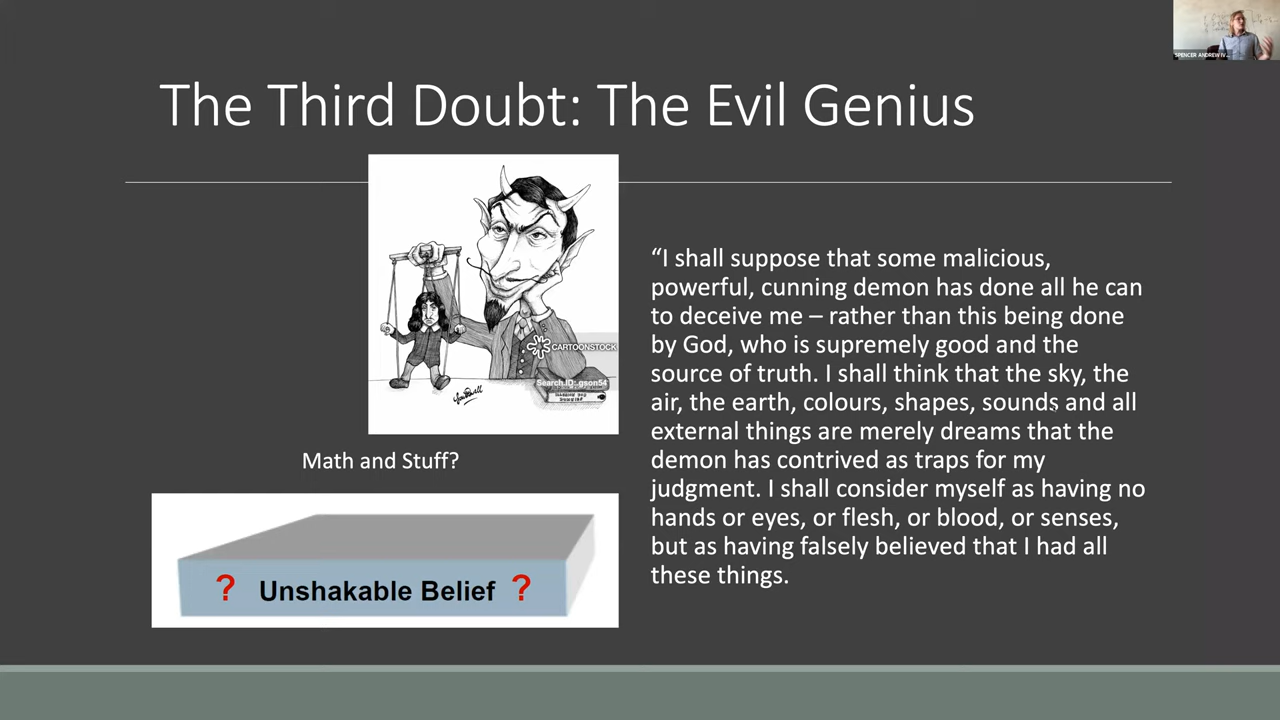 SPENCER ANDREW IV...
The Third Doubt: The Evil Genius
CARTOONSTOCK
Search ID: gson54
Math and Stuff?
? Unshakable Belief ?
“I shall suppose that some malicious,
powerful, cunning demon has done all he can
to deceive me – rather than this being done
by God, who is supremely good and the
source of truth. I shall think that the sky, the
air, the earth, colours, shapes, sounds and all
external things are merely dreams that the
demon has contrived as traps for my
judgment. I shall consider myself as having no
hands or eyes, or flesh, or blood, or senses,
but as having falsely believed that I had all
these things.